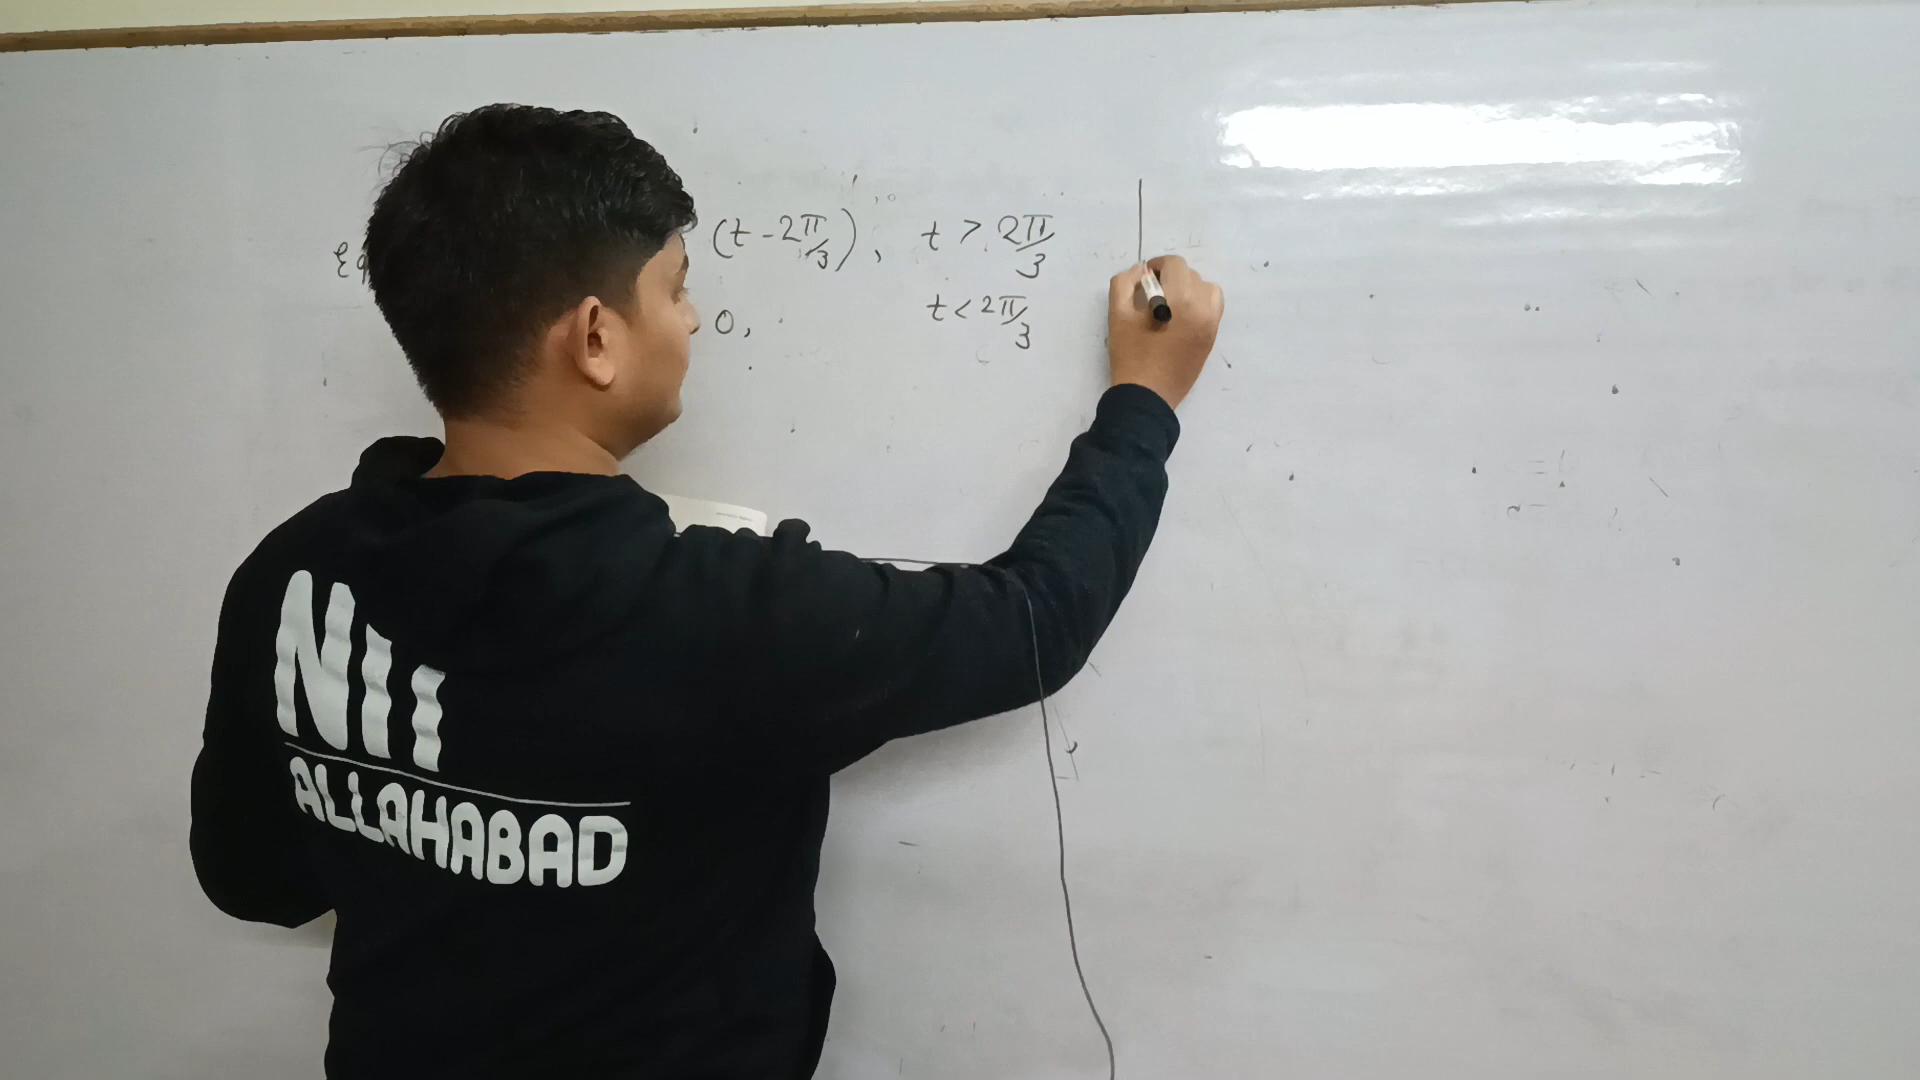 (t - 2π/3), t > 2π/3
0, t < 2π/3
NIT
ALLAHABAD